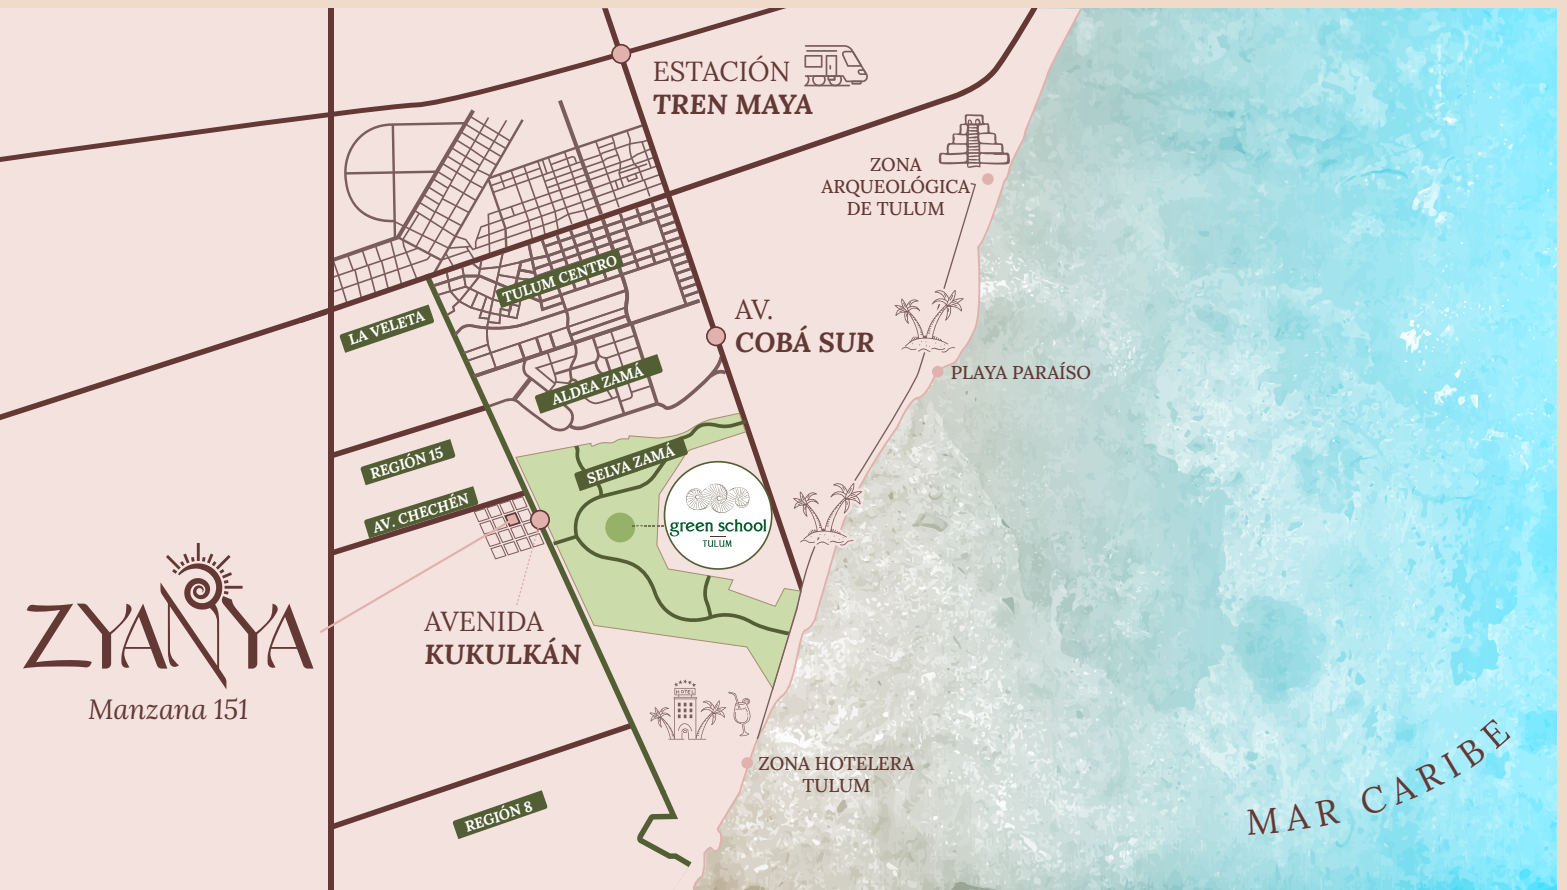 ESTACIÓN
TREN MAYA
ZONA
ARQUEOLÓGICA
DE TULUM
TULUM CENTRO
LA VELETA
AV.
COBÁ SUR
PLAYA PARAÍSO
ALDEA ZAMÁ
REGIÓN 15
SELVA ZAMÁ
AV. CHECHÉN
green school
TULUM
ZYANYA
Manzana 151
AVENIDA
KUKULKÁN
HOTEL
ZONA HOTELERA
TULUM
REGIÓN 8
MAR CARIBE